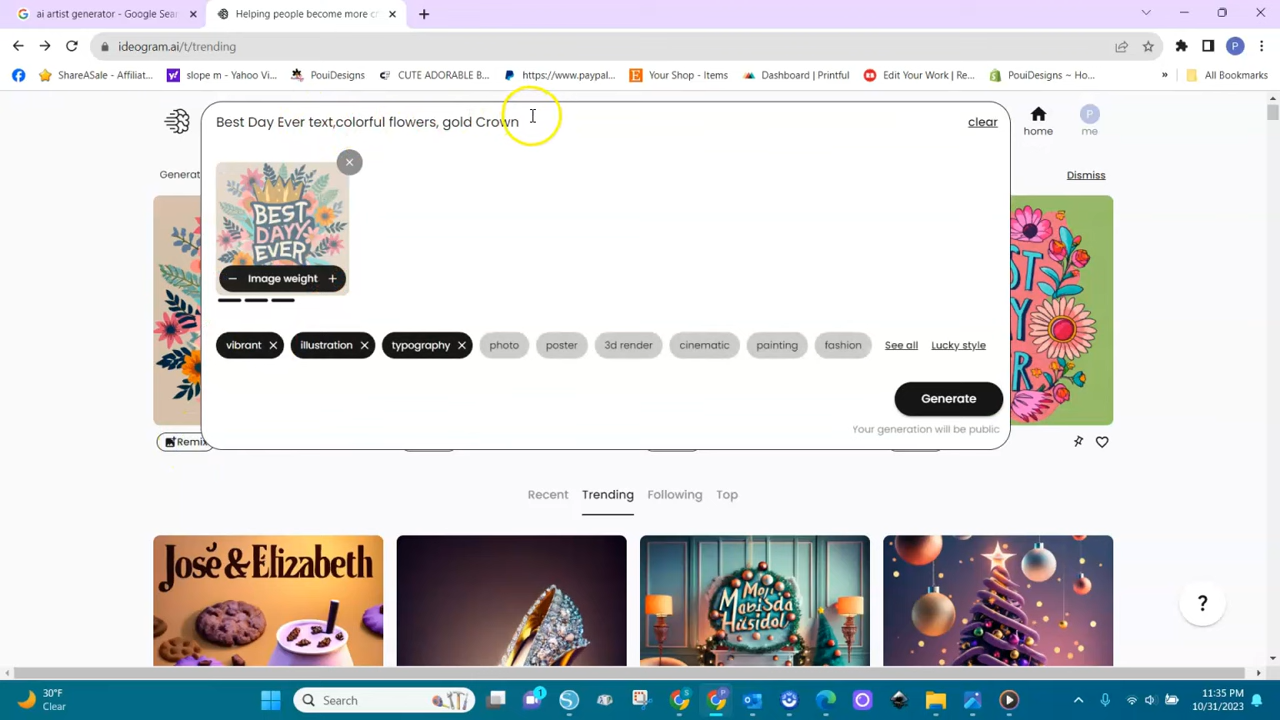 ai artist generator - Google Sear
Helping people become more cr
ideogram.ai/t/trending
ShareASale - Affiliat...
slope m - Yahoo Vi...
PouiDesigns
CUTE ADORABLE B...
https://www.paypal...
Your Shop - Items
Dashboard | Printful
Edit Your Work | Re...
PouiDesigns ~ Ho...
»
All Bookmarks
Best Day Ever text,colorful flowers, gold Crown
clear
home
me
Generat
Dismiss
BEST
DAYY
EVER
Image weight
vibrant
illustration
typography
photo
poster
3d render
cinematic
painting
fashion
See all
Lucky style
Generate
Your generation will be public
Remix
Recent
Trending
Following
Top
José & Elizabeth
?
30°F
Clear
Search
1
11:35 PM
10/31/2023